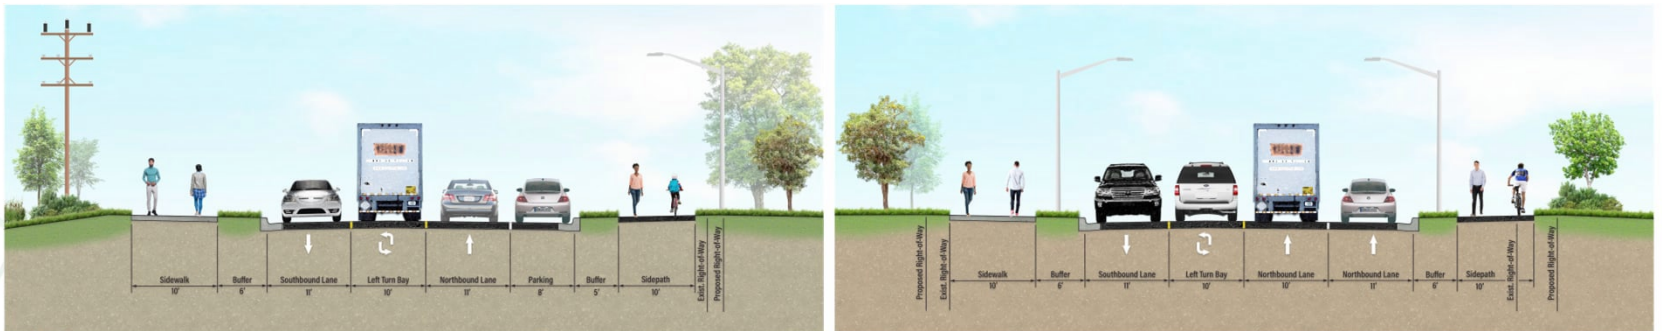 Sidewalk
10'
Buffer
6'
Southbound Lane
11'
Left Turn Bay
10'
Northbound Lane
11'
Parking
8'
Buffer
5'
Sidepath
10'
Exist. Right-of-Way
Proposed Right-of-Way
Proposed Right-of-Way
Exist. Right-of-Way
Sidewalk
10'
Buffer
6'
Southbound Lane
11'
Left Turn Bay
10'
Northbound Lane
10'
Northbound Lane
11'
Buffer
6'
Sidepath
10'
Exist. Right-of-Way
Proposed Right-of-Way